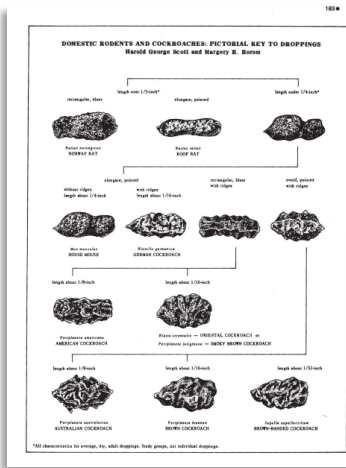 183●
DOMESTIC RODENTS AND COCKROACHES: PICTORIAL KEY TO DROPPINGS
Harold George Scott and Margery R. Borom
length over 1/2-inch* length under 1/4-inch*
rectangular, blunt elongate, pointed
Rattus norvegicus Rattus rattus
NORWAY RAT ROOF RAT
elongate, pointed rectangular, blunt ovoid, pointed
without ridges with ridges with ridges with ridges
length about 1/4-inch length about 1/16-inch
Mus musculus Blatella germanica
HOUSE MOUSE GERMAN COCKROACH
length about 1/8-inch length about 1/10-inch
Periplaneta americana Blatta orientalis — ORIENTAL COCKROACH or
AMERICAN COCKROACH Periplaneta fuliginosa — SMOKY BROWN COCKROACH
length about 1/8-inch length about 1/16-inch length about 1/32-inch
Periplaneta australasiae Periplaneta brunnea Supella supellectilium
AUSTRALIAN COCKROACH BROWN COCKROACH BROWN-BANDED COCKROACH
*All characteristics for average, dry, adult droppings. Study groups, not individual droppings.